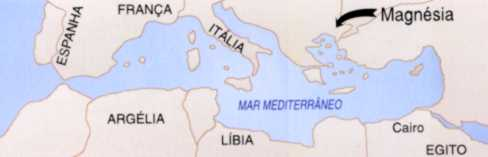 FRANÇA
Magnésia
ESPANHA
ITÁLIA
MAR MEDITERRÂNEO
ARGÉLIA
LÍBIA
Cairo
EGITO